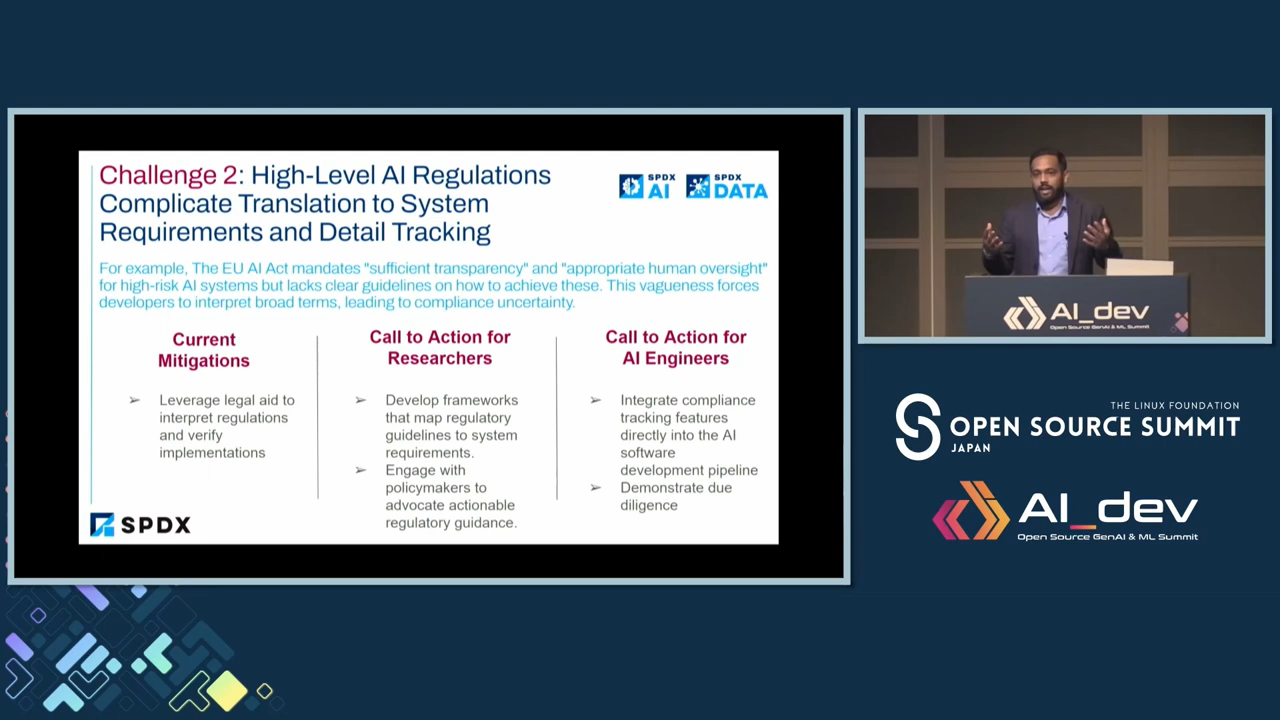 Challenge 2: High-Level AI Regulations
Complicate Translation to System
Requirements and Detail Tracking
SPDX
AI
SPDX
DATA
For example, The EU AI Act mandates "sufficient transparency" and "appropriate human oversight"
for high-risk AI systems but lacks clear guidelines on how to achieve these. This vagueness forces
developers to interpret broad terms, leading to compliance uncertainty.
Current
Mitigations
➢ Leverage legal aid to
interpret regulations
and verify
implementations
Call to Action for
Researchers
➢ Develop frameworks
that map regulatory
guidelines to system
requirements.
➢ Engage with
policymakers to
advocate actionable
regulatory guidance.
Call to Action for
AI Engineers
➢ Integrate compliance
tracking features
directly into the AI
software
development pipeline
➢ Demonstrate due
diligence
SPDX
AI_dev
Open Source GenAI & ML Summit
THE LINUX FOUNDATION
OPEN SOURCE SUMMIT
JAPAN
AI_dev
Open Source GenAI & ML Summit